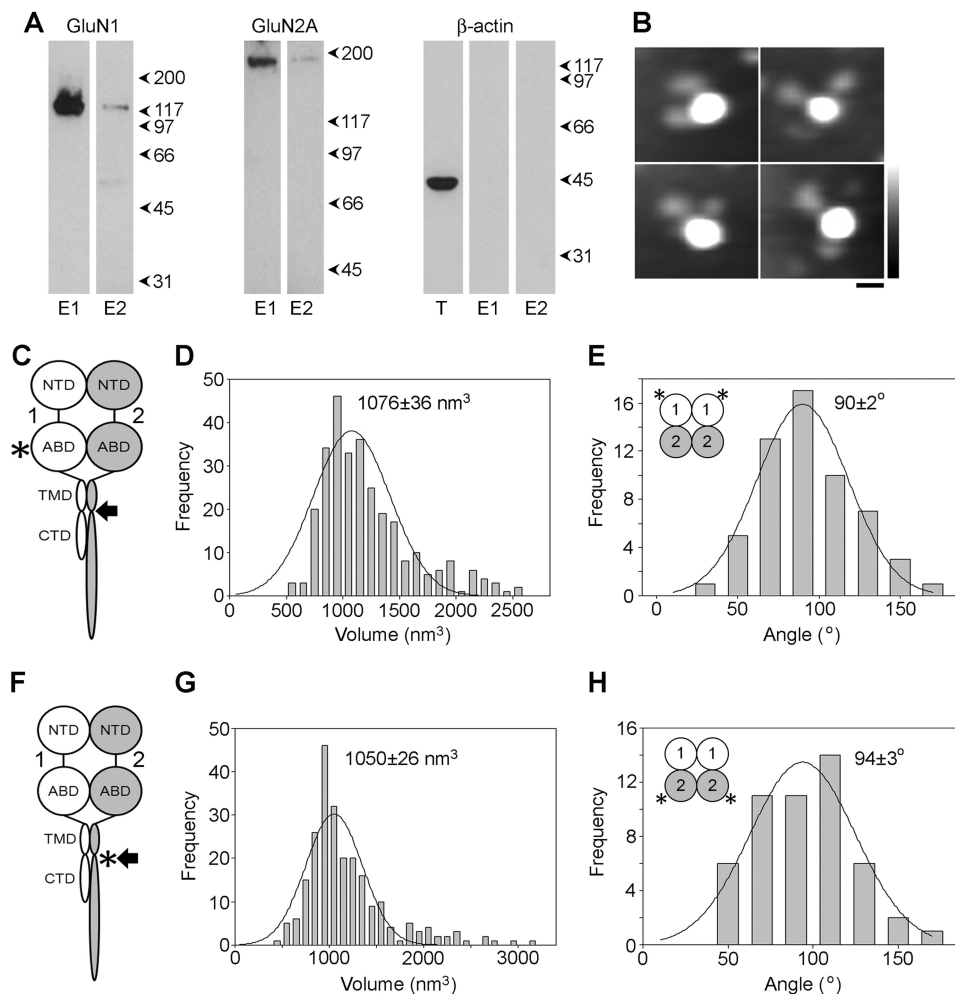 A
GluN1
200
117
97
66
45
31
E1 E2
GluN2A
200
117
97
66
45
E1 E2
β-actin
117
97
66
45
31
T E1 E2
B
C
NTD NTD
1 2
* ABD ABD
TMD
CTD
D
50
40
30
20
10
0
Frequency
1076±36 nm³
500 1000 1500 2000 2500
Volume (nm³)
E
16
12
8
4
0
Frequency
* *
1 1
2 2
90±2°
0 50 100 150
Angle (°)
F
NTD NTD
1 2
ABD ABD
TMD
*
CTD
G
50
40
30
20
10
0
Frequency
1050±26 nm³
0 1000 2000 3000
Volume (nm³)
H
16
12
8
4
0
Frequency
1 1
2 2
* *
94±3°
0 50 100 150
Angle (°)